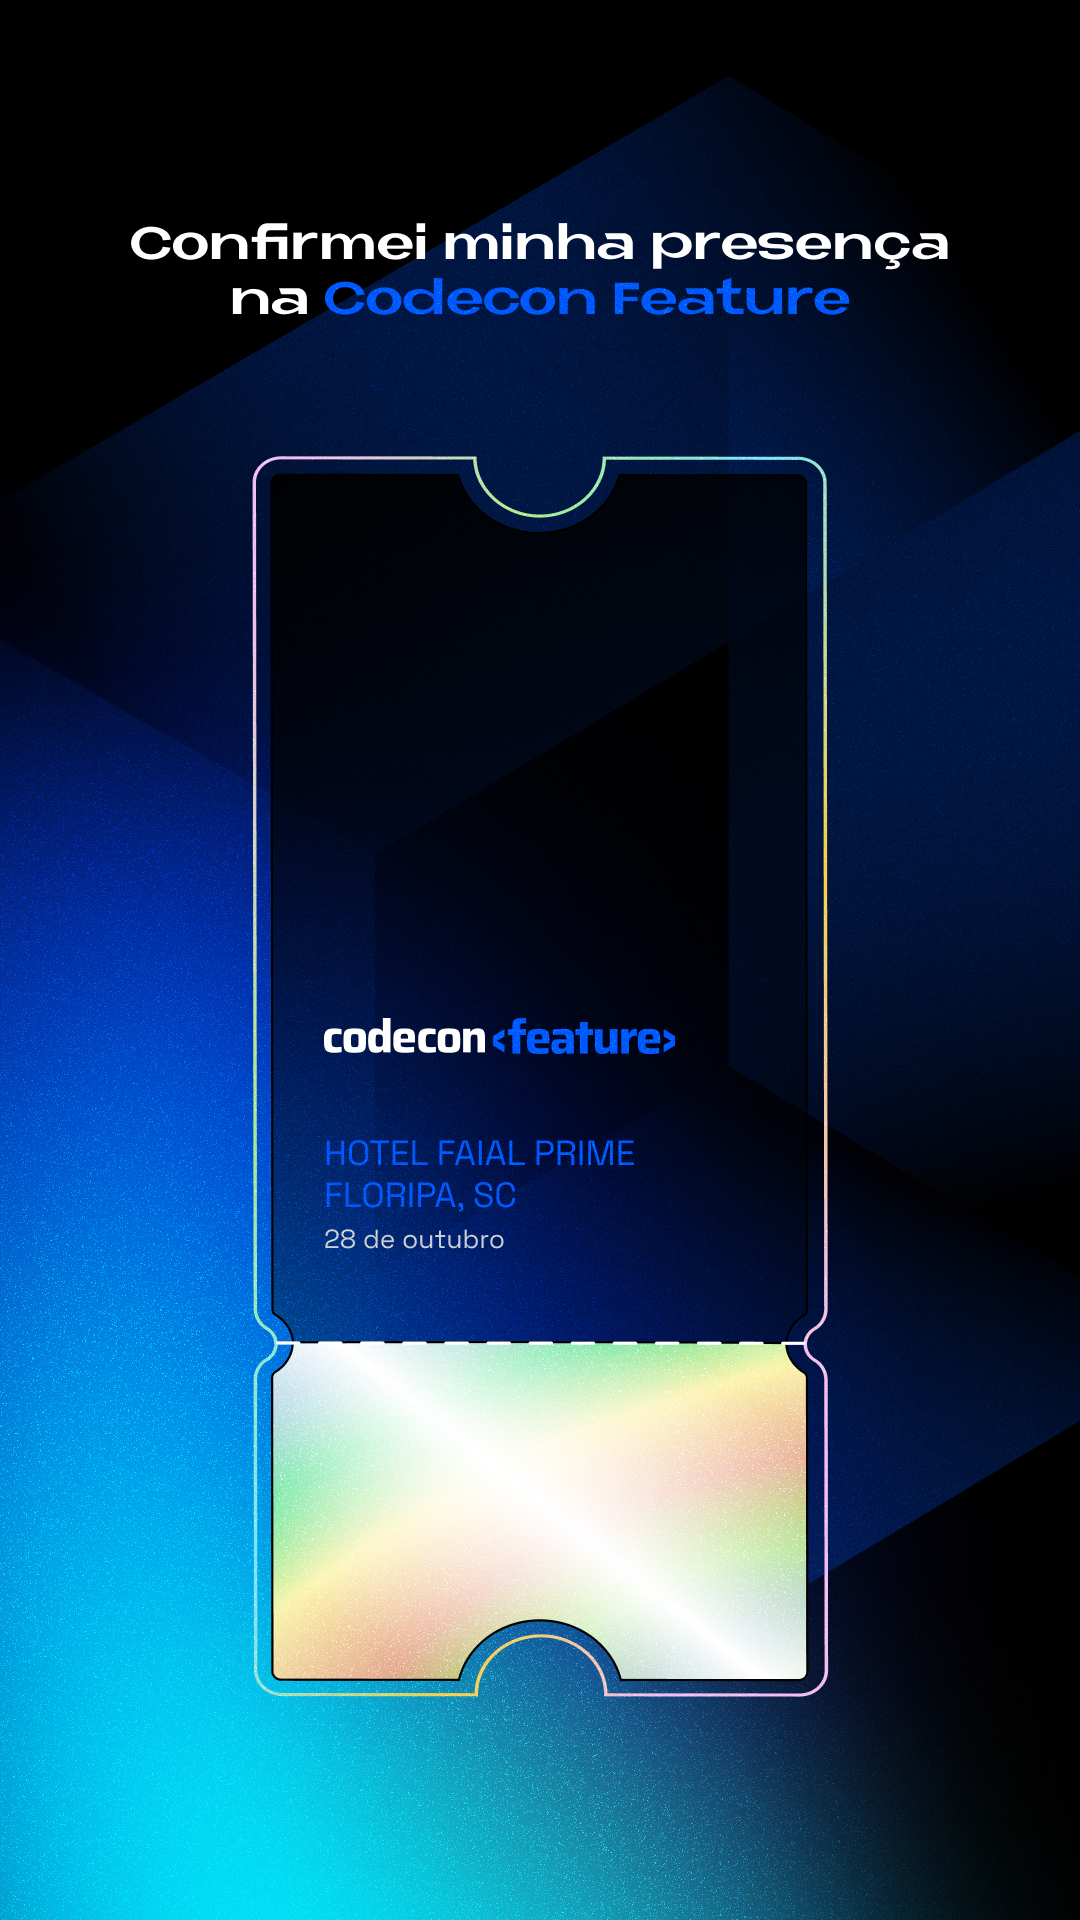 Confirmei minha presença
na Codecon Feature
codecon <feature>
HOTEL FAIAL PRIME
FLORIPA, SC
28 de outubro